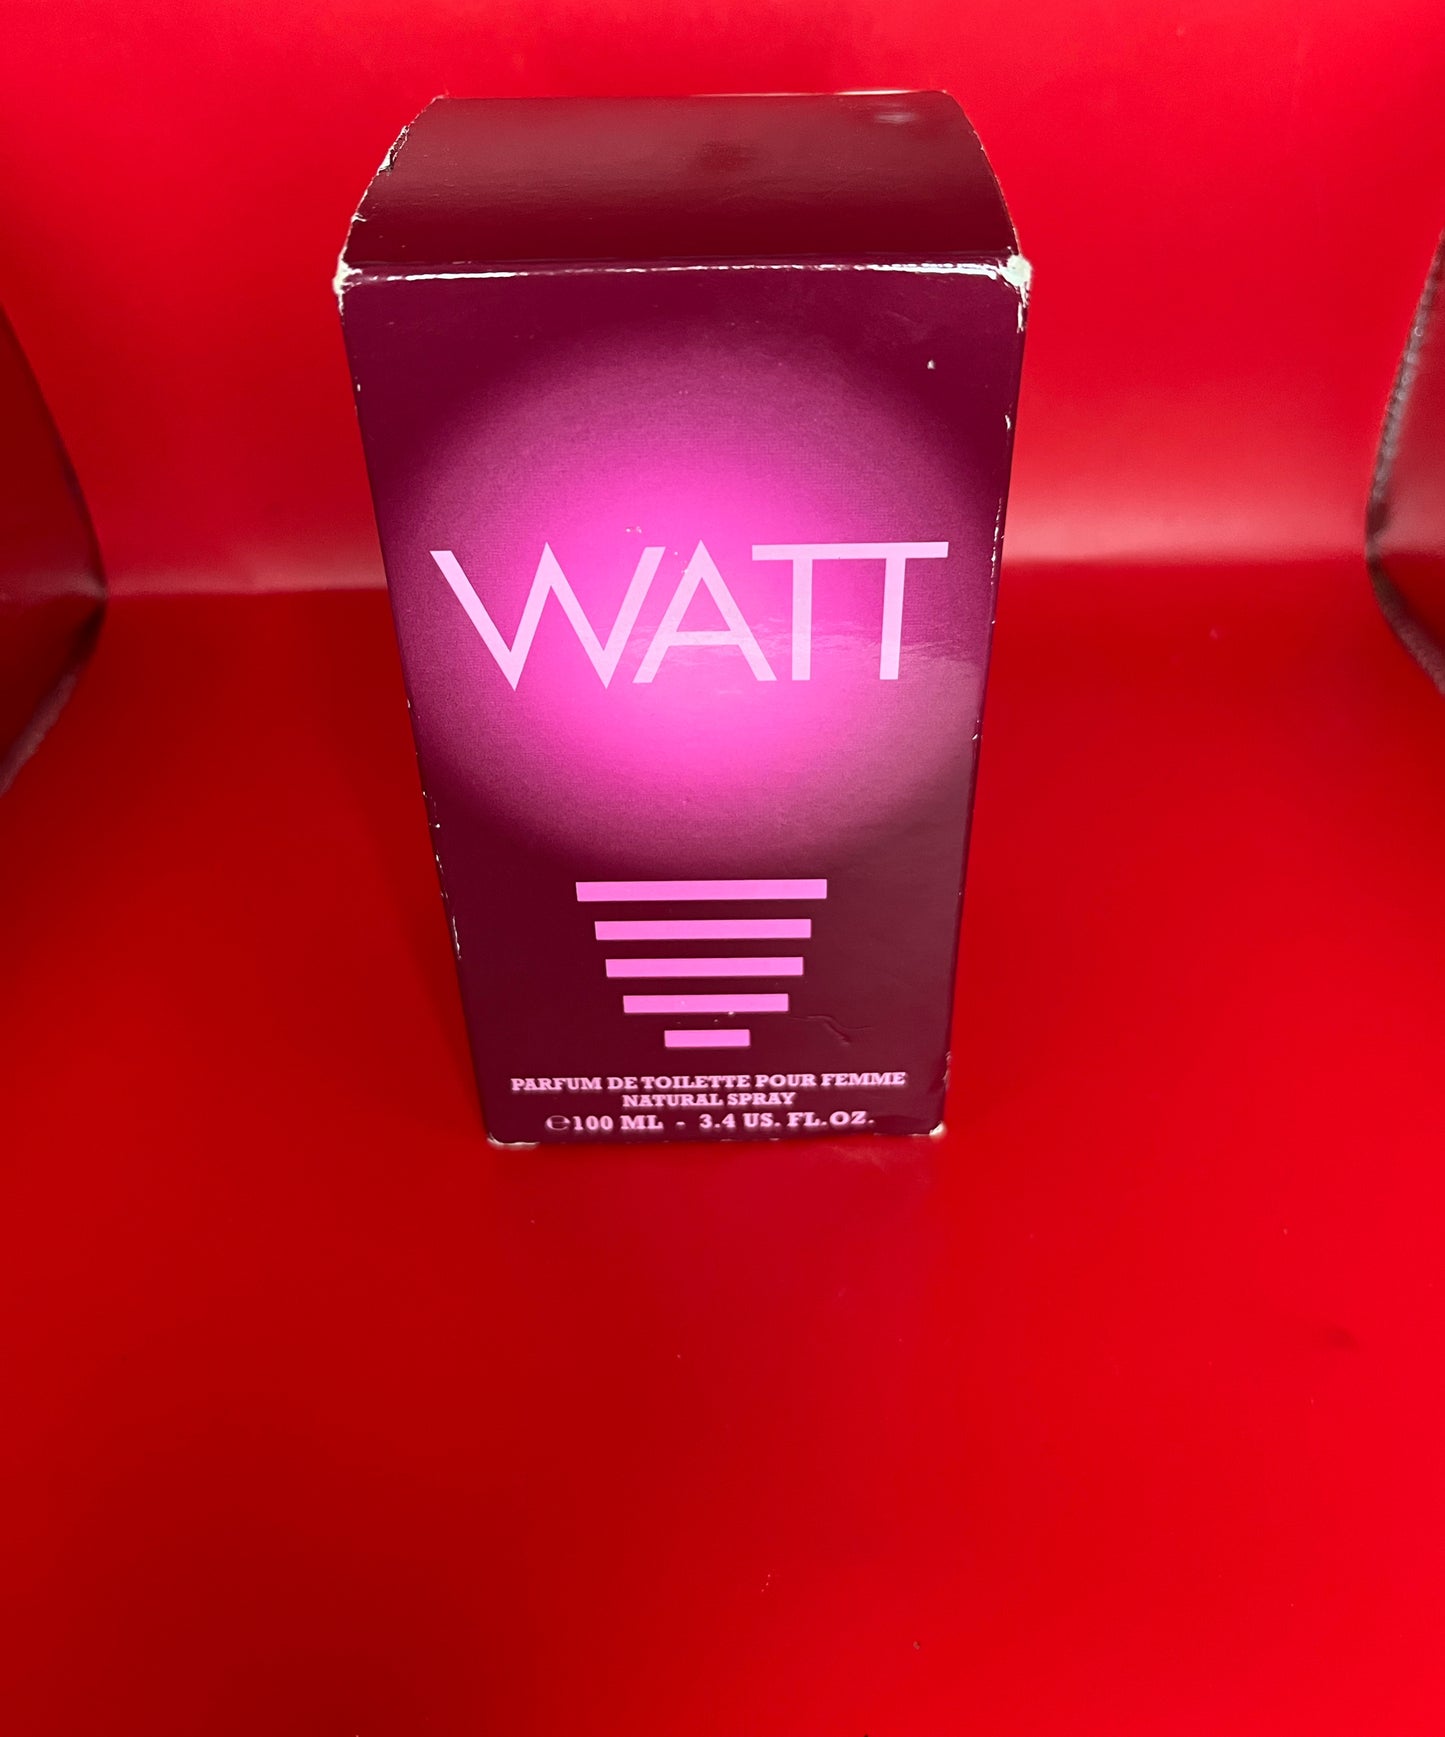 WATT
PARFUM DE TOILETTE POUR FEMME
NATURAL SPRAY
℮100 ML - 3.4 US. FL. OZ.